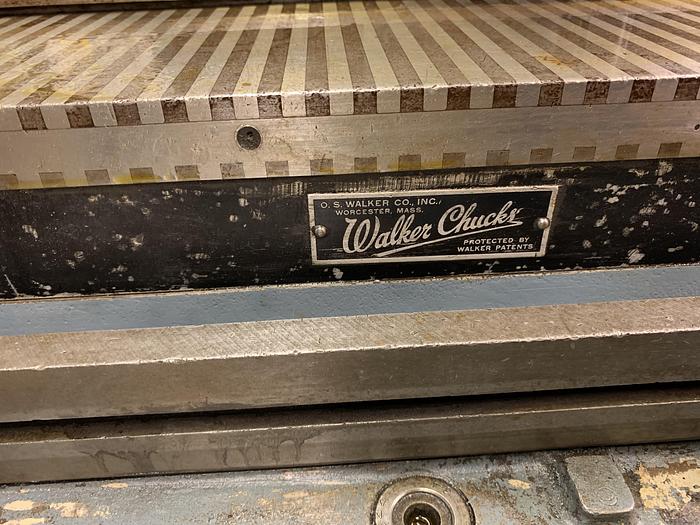 O. S. WALKER CO., INC.,
WORCESTER, MASS.
Walker Chucks
PROTECTED BY
WALKER PATENTS